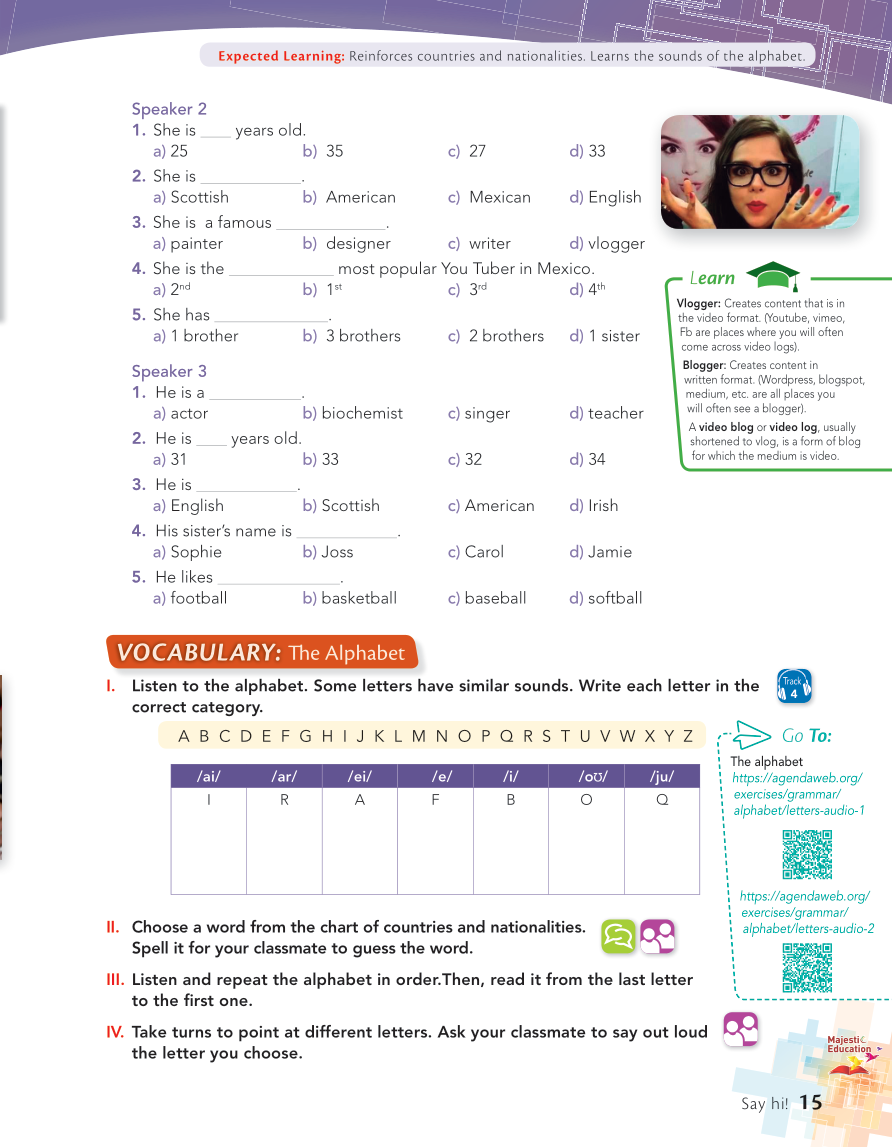 Expected Learning: Reinforces countries and nationalities. Learns the sounds of the alphabet.
Speaker 2
1. She is ____ years old.
a) 25 b) 35 c) 27 d) 33
2. She is ____________.
a) Scottish b) American c) Mexican d) English
3. She is a famous _____________.
a) painter b) designer c) writer d) vlogger
4. She is the _____________ most popular You Tuber in Mexico.
a) 2nd b) 1st c) 3rd d) 4th
5. She has ______________.
a) 1 brother b) 3 brothers c) 2 brothers d) 1 sister
Speaker 3
1. He is a ___________.
a) actor b) biochemist c) singer d) teacher
2. He is ____ years old.
a) 31 b) 33 c) 32 d) 34
3. He is ____________.
a) English b) Scottish c) American d) Irish
4. His sister's name is ____________.
a) Sophie b) Joss c) Carol d) Jamie
5. He likes _______________.
a) football b) basketball c) baseball d) softball
Learn
Vlogger: Creates content that is in
the video format. (Youtube, vimeo,
Fb are places where you will often
come across video logs).
Blogger: Creates content in
written format. (Wordpress, blogspot,
medium, etc. are all places you
will often see a blogger).
A video blog or video log, usually
shortened to vlog, is a form of blog
for which the medium is video.
VOCABULARY: The Alphabet
I. Listen to the alphabet. Some letters have similar sounds. Write each letter in the
correct category.
Track
4
A B C D E F G H I J K L M N O P Q R S T U V W X Y Z
/ai/ /ar/ /ei/ /e/ /i/ /oʊ/ /ju/
I R A F B O Q
Go To:
The alphabet
https://agendaweb.org/
exercises/grammar/
alphabet/letters-audio-1
https://agendaweb.org/
exercises/grammar/
alphabet/letters-audio-2
II. Choose a word from the chart of countries and nationalities.
Spell it for your classmate to guess the word.
III. Listen and repeat the alphabet in order.Then, read it from the last letter
to the first one.
IV. Take turns to point at different letters. Ask your classmate to say out loud
the letter you choose.
Majestic
Education
Say hi! 15